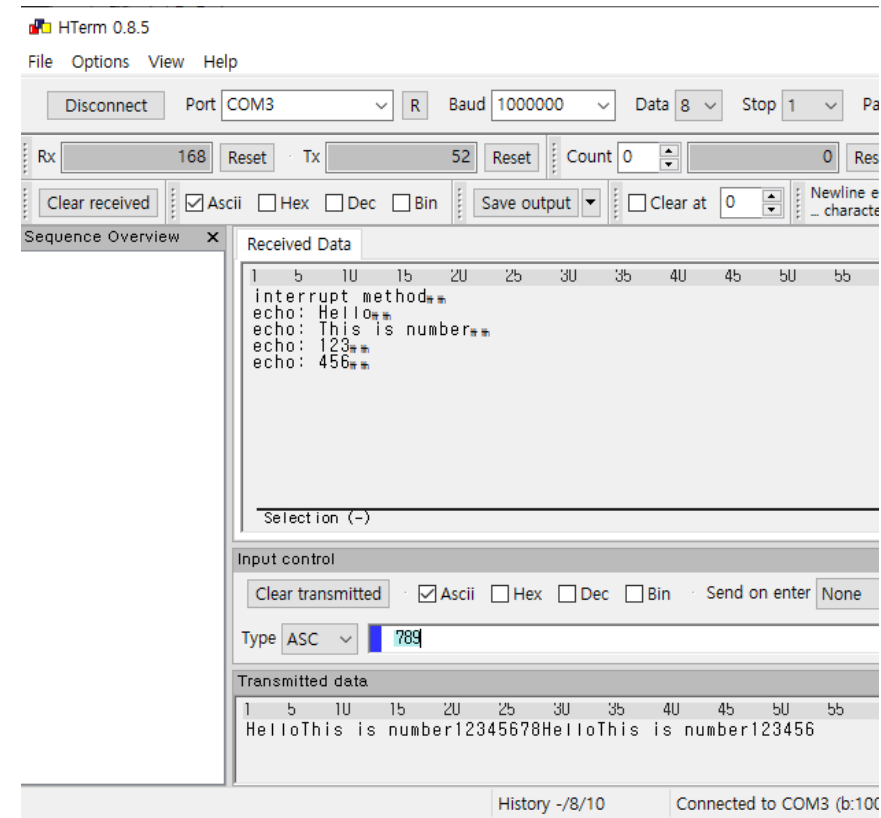 HTerm 0.8.5
File Options View Help
Disconnect Port COM3 R Baud 1000000 Data 8 Stop 1
Rx 168 Reset Tx 52 Reset Count 0 0
Clear received Ascii Hex Dec Bin Save output Clear at 0 Newline
...
Sequence Overview X Received Data
1 5 10 15 20 25 30 35 40 45 50 55
interrupt method
echo: Hello
echo: This is number
echo: 123
echo: 456
Selection (-)
Input control
Clear transmitted Ascii Hex Dec Bin Send on enter None
Type ASC 789
Transmitted data
1 5 10 15 20 25 30 35 40 45 50 55
HelloThis is number12345678HelloThis is number123456
History -/8/10 Connected to COM3 (b:100